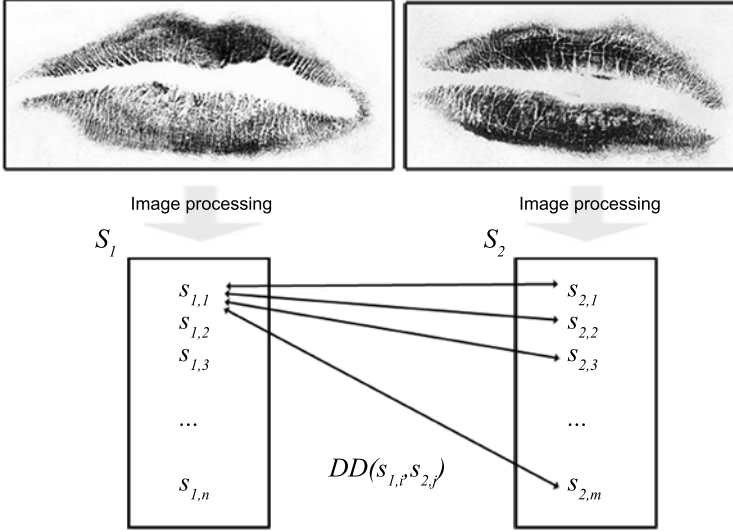 Image processing Image processing
S1 S2
s1,1 s2,1
s1,2 s2,2
s1,3 s2,3
... ...
DD(s1,i,s2,j)
s1,n s2,m